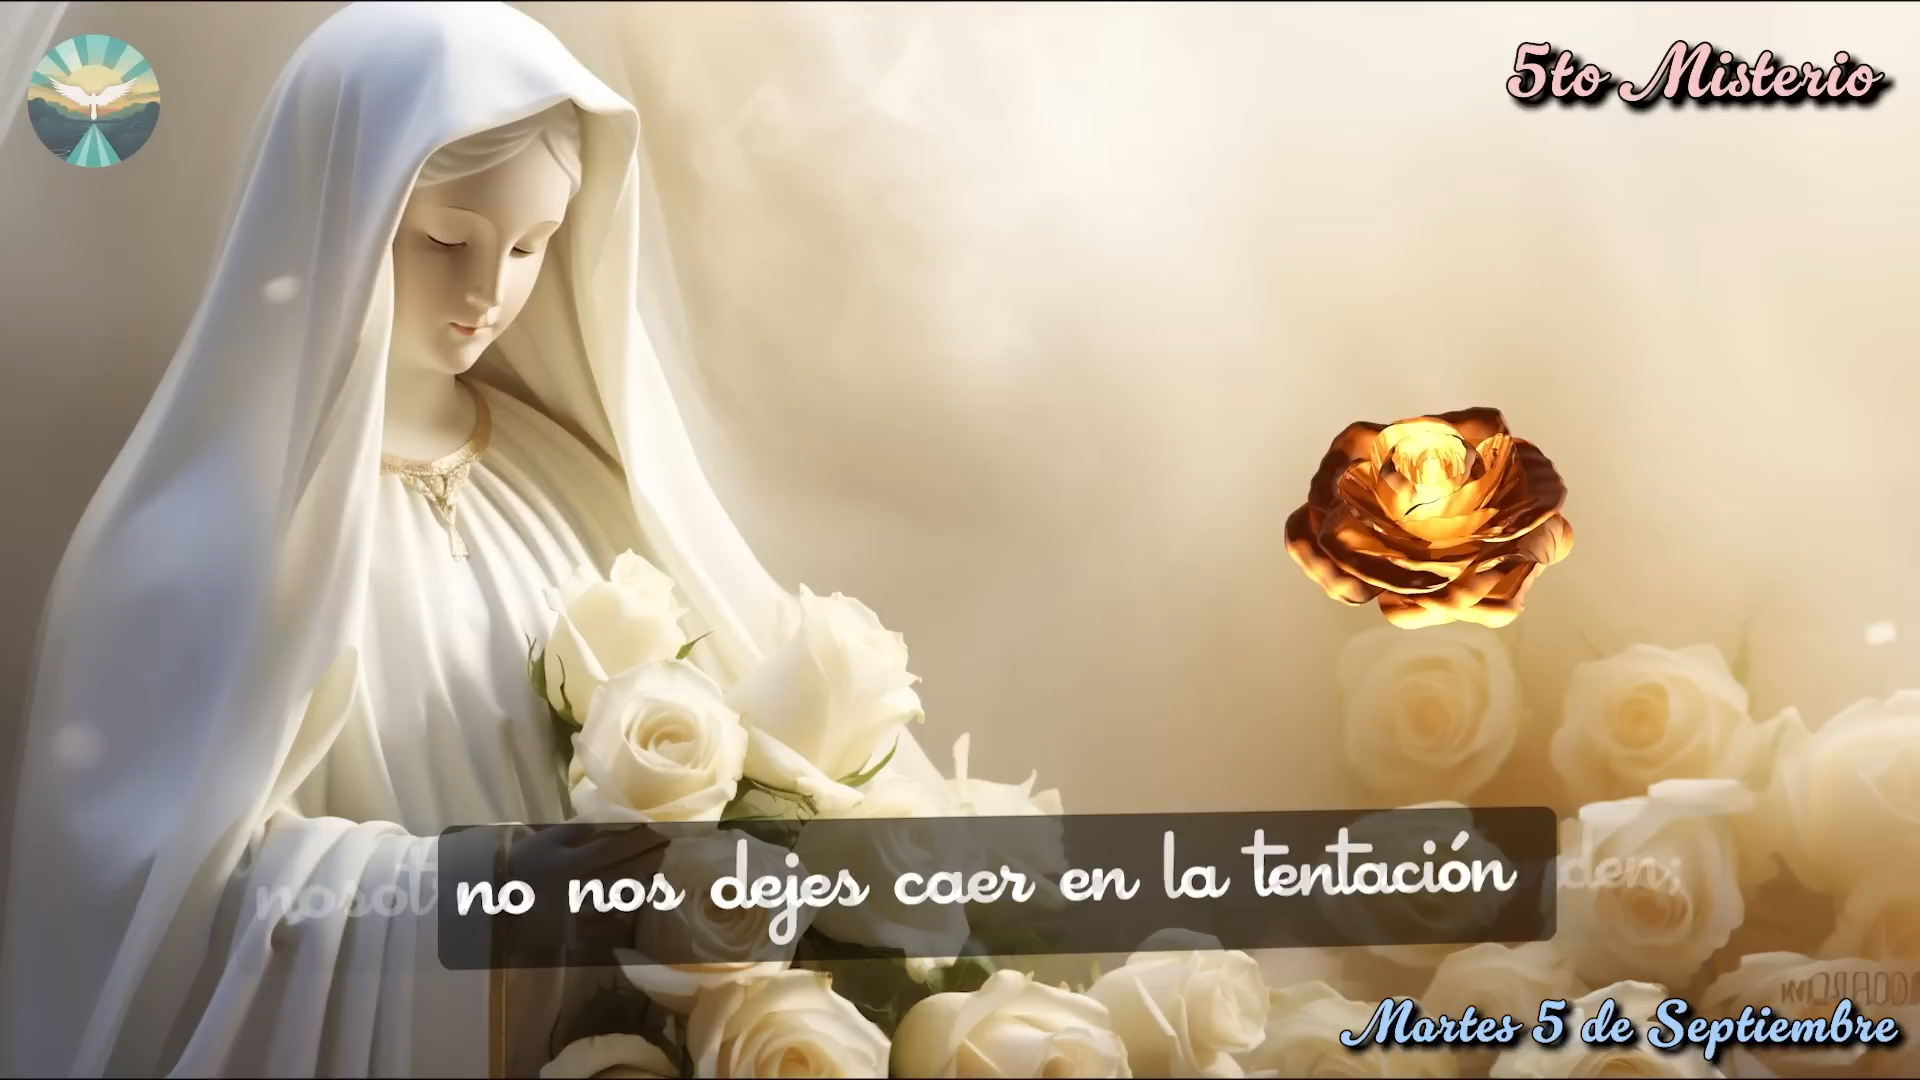 5to Misterio
no nos dejes caer en la tentación
Martes 5 de Septiembre